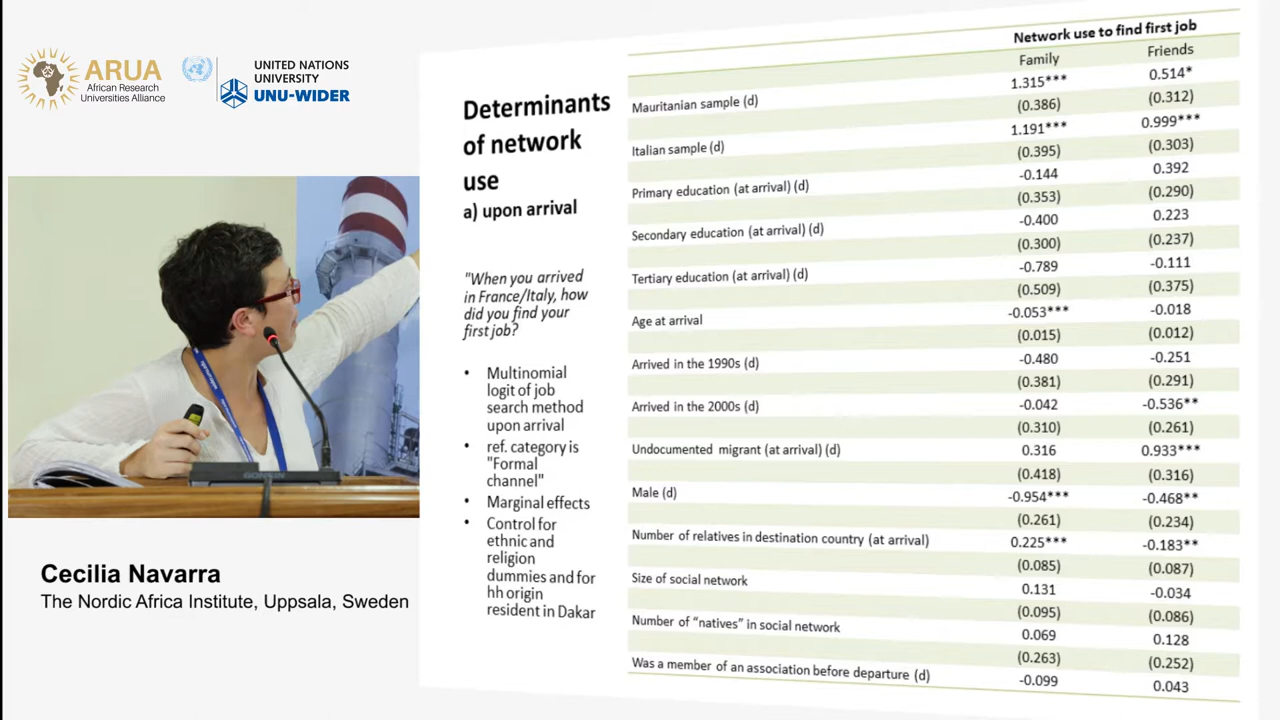 ARUA
African Research
Universities Alliance
UNITED NATIONS
UNIVERSITY
UNU-WIDER
Determinants
of network
use
a) upon arrival
"When you arrived
in France/Italy, how
did you find your
first job?
• Multinomial
logit of job
search method
upon arrival
• ref. category is
"Formal
channel"
• Marginal effects
• Control for
ethnic and
religion
dummies and for
hh origin
resident in Dakar
Network use to find first job
Family Friends
1.315*** 0.514*
Mauritanian sample (d) (0.386) (0.312)
1.191*** 0.999***
Italian sample (d) (0.395) (0.303)
-0.144 0.392
Primary education (at arrival) (d) (0.353) (0.290)
-0.400 0.223
Secondary education (at arrival) (d) (0.300) (0.237)
-0.789 -0.111
Tertiary education (at arrival) (d) (0.509) (0.375)
-0.053*** -0.018
Age at arrival (0.015) (0.012)
-0.480 -0.251
Arrived in the 1990s (d) (0.381) (0.291)
-0.042 -0.536**
Arrived in the 2000s (d) (0.310) (0.261)
0.316 0.933***
Undocumented migrant (at arrival) (d) (0.418) (0.316)
-0.954*** -0.468**
Male (d) (0.261) (0.234)
0.225*** -0.183**
Number of relatives in destination country (at arrival) (0.085) (0.087)
0.131 -0.034
Size of social network (0.095) (0.086)
0.069 0.128
Number of “natives” in social network (0.263) (0.252)
-0.099 0.043
Was a member of an association before departure (d)
GONSIN
Cecilia Navarra
The Nordic Africa Institute, Uppsala, Sweden